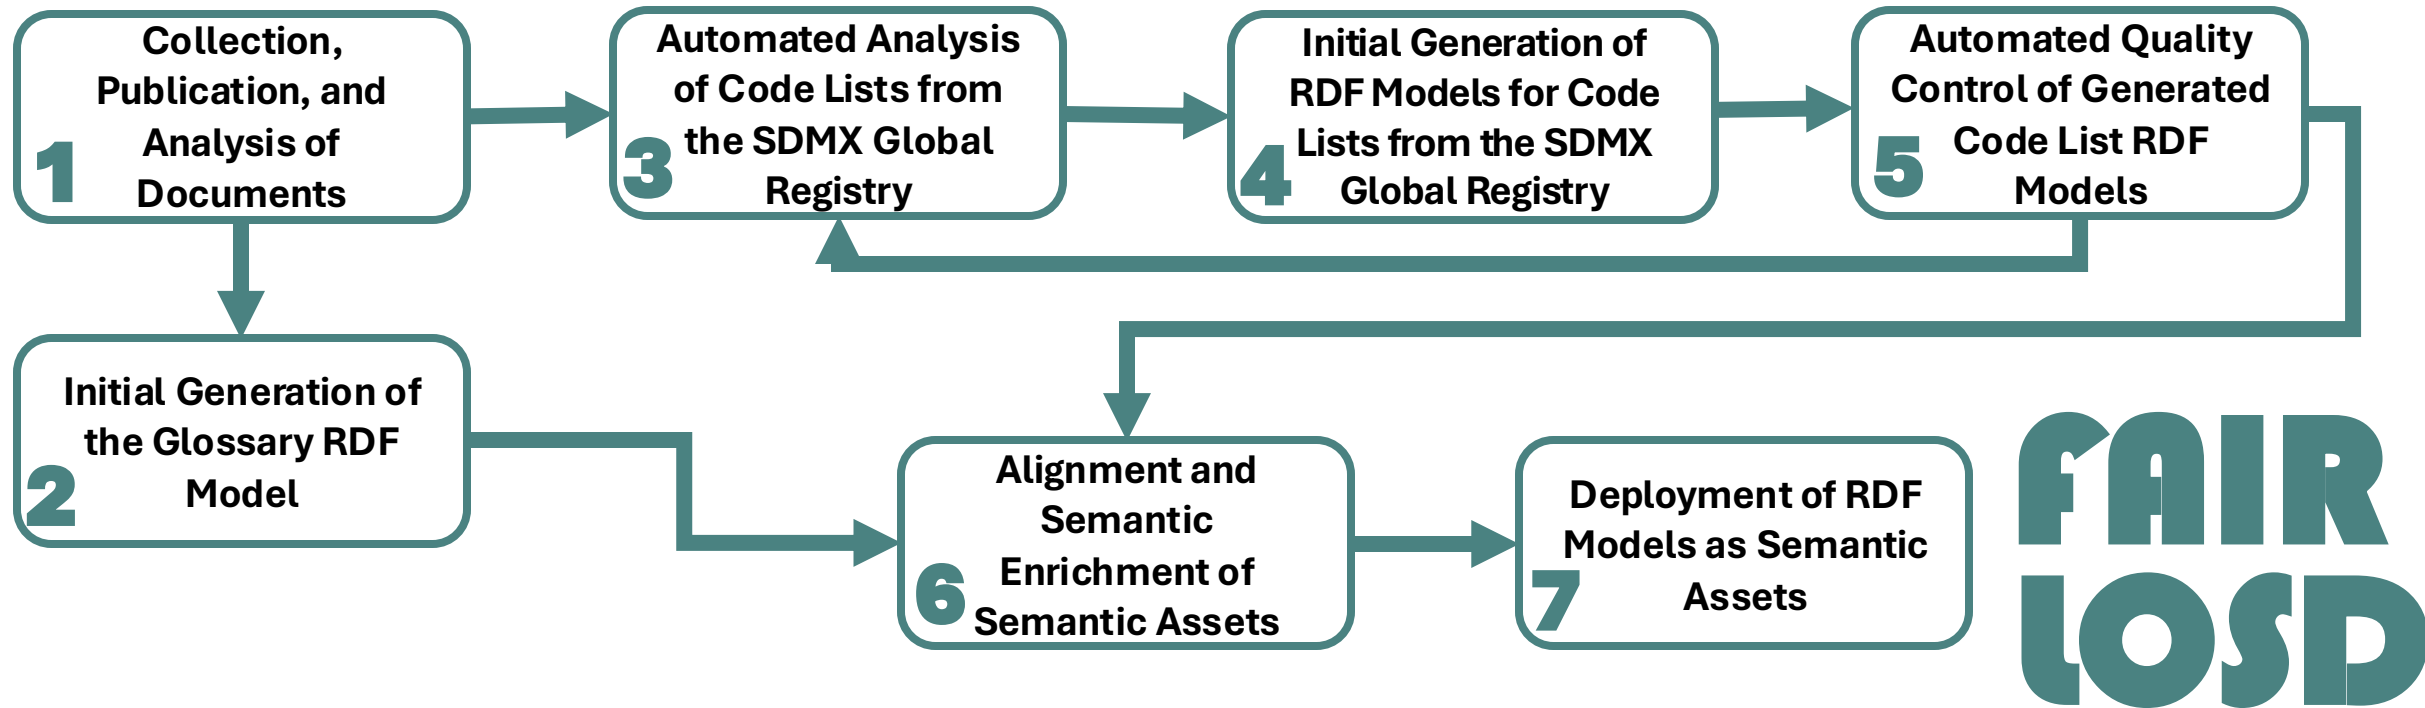 Collection,
Publication, and
Analysis of
Documents
1
Automated Analysis
of Code Lists from
the SDMX Global
Registry
3
Initial Generation of
RDF Models for Code
Lists from the SDMX
Global Registry
4
Automated Quality
Control of Generated
Code List RDF
Models
5
Initial Generation of
the Glossary RDF
Model
2
Alignment and
Semantic
Enrichment of
Semantic Assets
6
Deployment of RDF
Models as Semantic
Assets
7
FAIR
LOSD